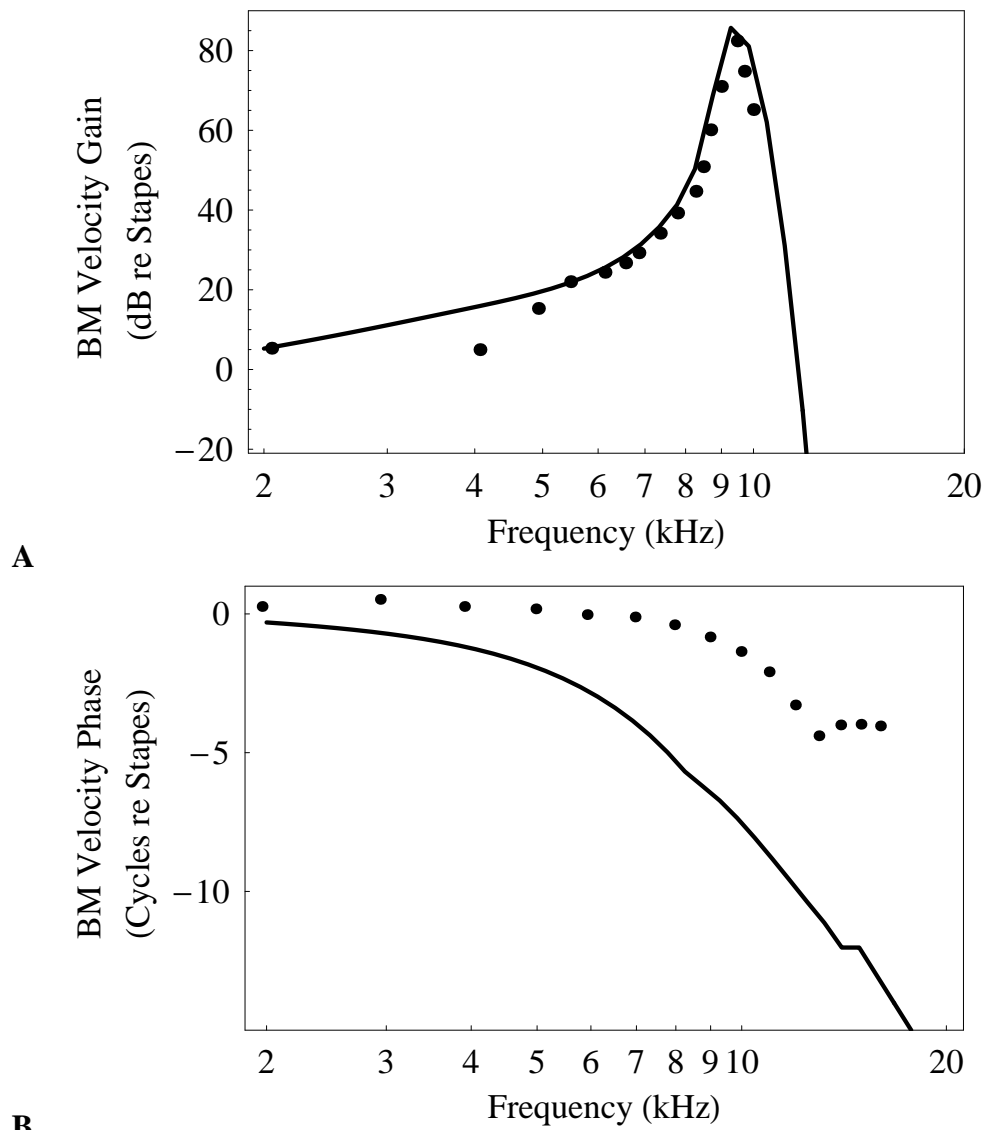 BM Velocity Gain
(dB re Stapes)
80
60
40
20
0
−20
2 3 4 5 6 7 8 9 10 20
Frequency (kHz)
A
BM Velocity Phase
(Cycles re Stapes)
0
−5
−10
2 3 4 5 6 7 8 9 10 20
Frequency (kHz)
B